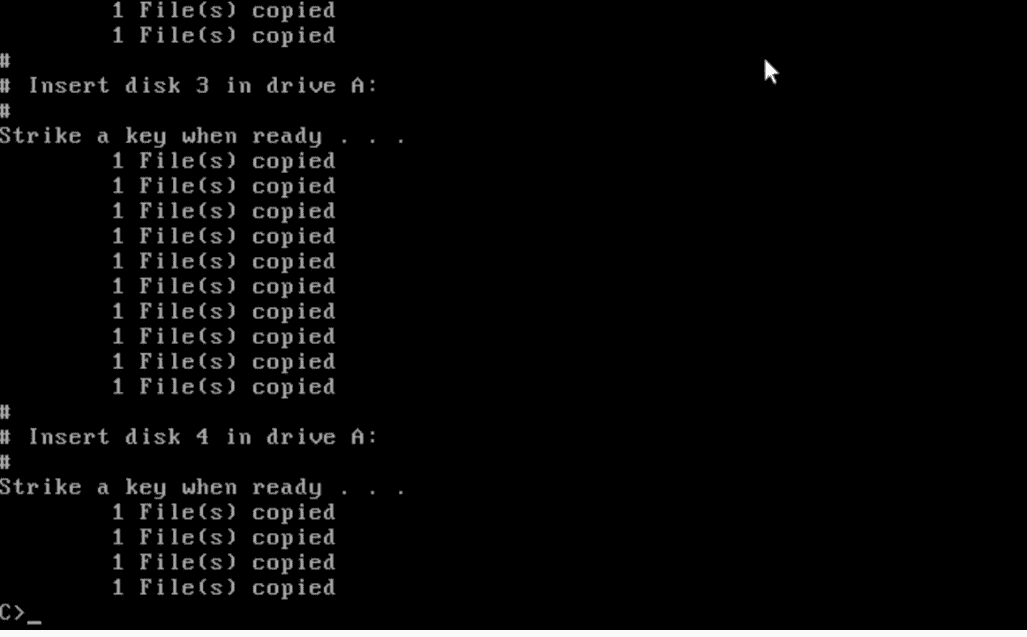 1 File(s) copied
1 File(s) copied
#
# Insert disk 3 in drive A:
#
Strike a key when ready . . .
1 File(s) copied
1 File(s) copied
1 File(s) copied
1 File(s) copied
1 File(s) copied
1 File(s) copied
1 File(s) copied
1 File(s) copied
1 File(s) copied
1 File(s) copied
#
# Insert disk 4 in drive A:
#
Strike a key when ready . . .
1 File(s) copied
1 File(s) copied
1 File(s) copied
1 File(s) copied
C>_